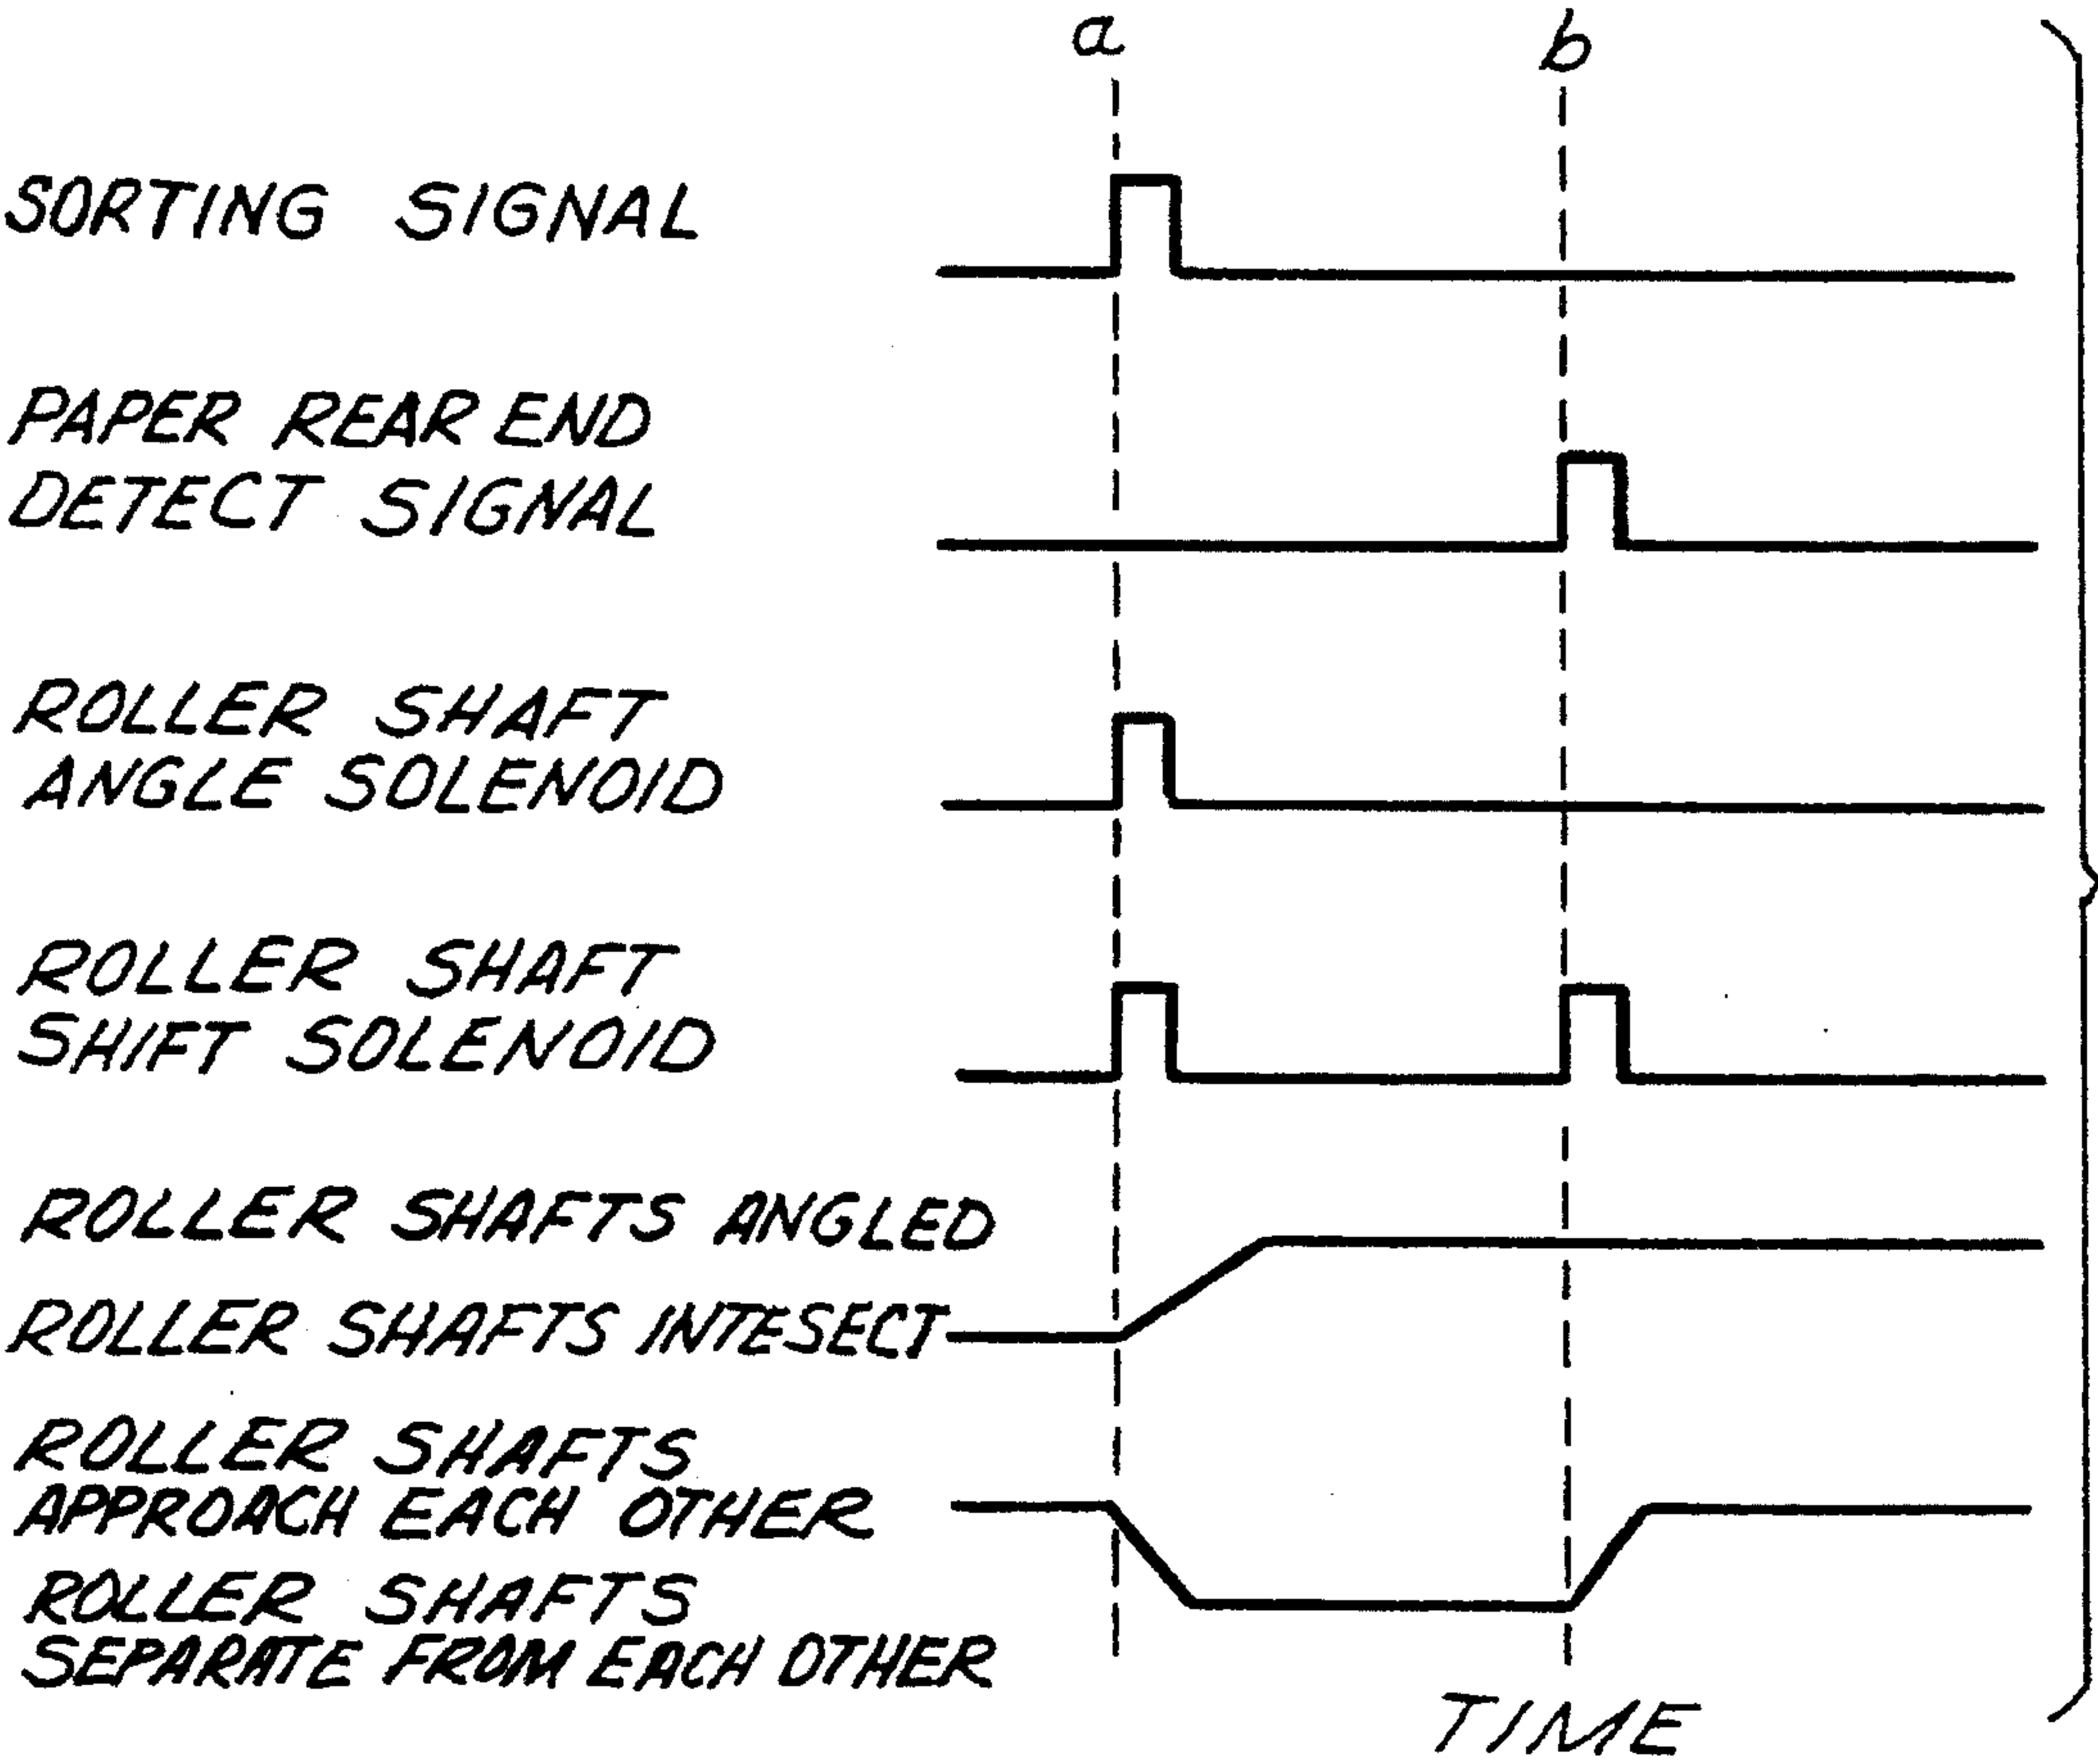 a
b
SORTING SIGNAL
PAPER REAR END
DETECT SIGNAL
ROLLER SHAFT
ANGLE SOLENOID
ROLLER SHAFT
SHIFT SOLENOID
ROLLER SHAFTS ANGLED
ROLLER SHAFTS INTESECT
ROLLER SHAFTS
APPROACH EACH OTHER
ROLLER SHAFTS
SEPARATE FROM EACH OTHER
TIME